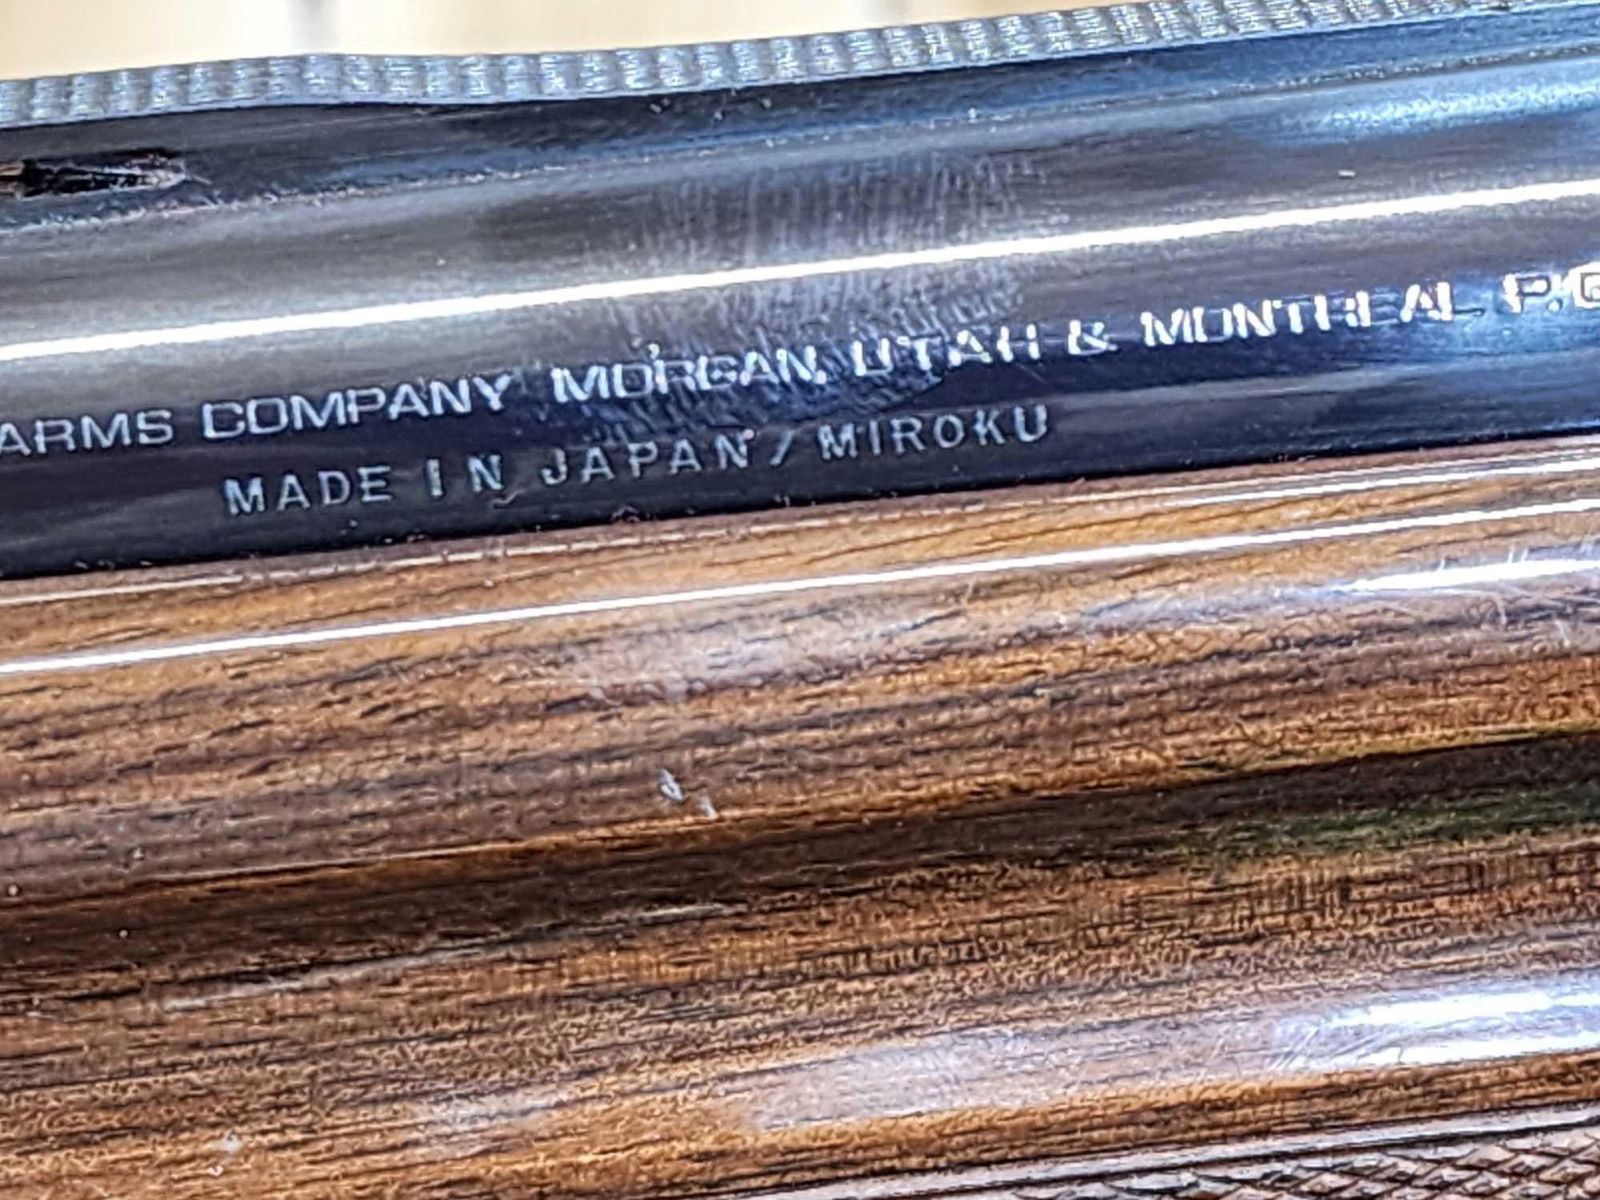 ARMS COMPANY MORGAN, UTAH & MONTREAL P.Q
MADE IN JAPAN / MIROKU